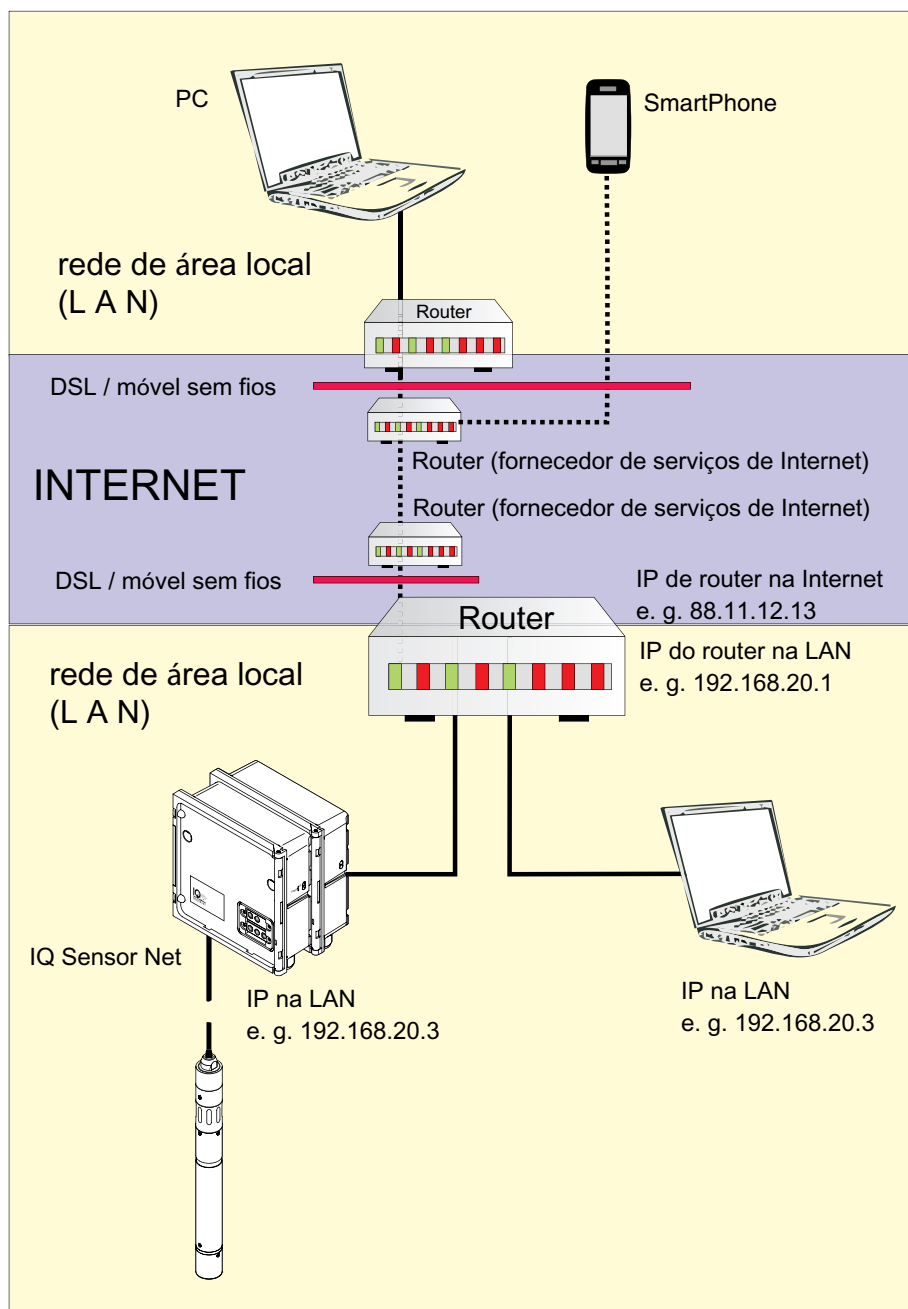 PC
SmartPhone
rede de área local
(L A N)
Router
DSL / móvel sem fios
Router (fornecedor de serviços de Internet)
INTERNET
Router (fornecedor de serviços de Internet)
DSL / móvel sem fios
IP de router na Internet
e. g. 88.11.12.13
Router
IP do router na LAN
e. g. 192.168.20.1
rede de área local
(L A N)
IQ
IQ Sensor Net
IP na LAN
e. g. 192.168.20.3
IP na LAN
e. g. 192.168.20.3